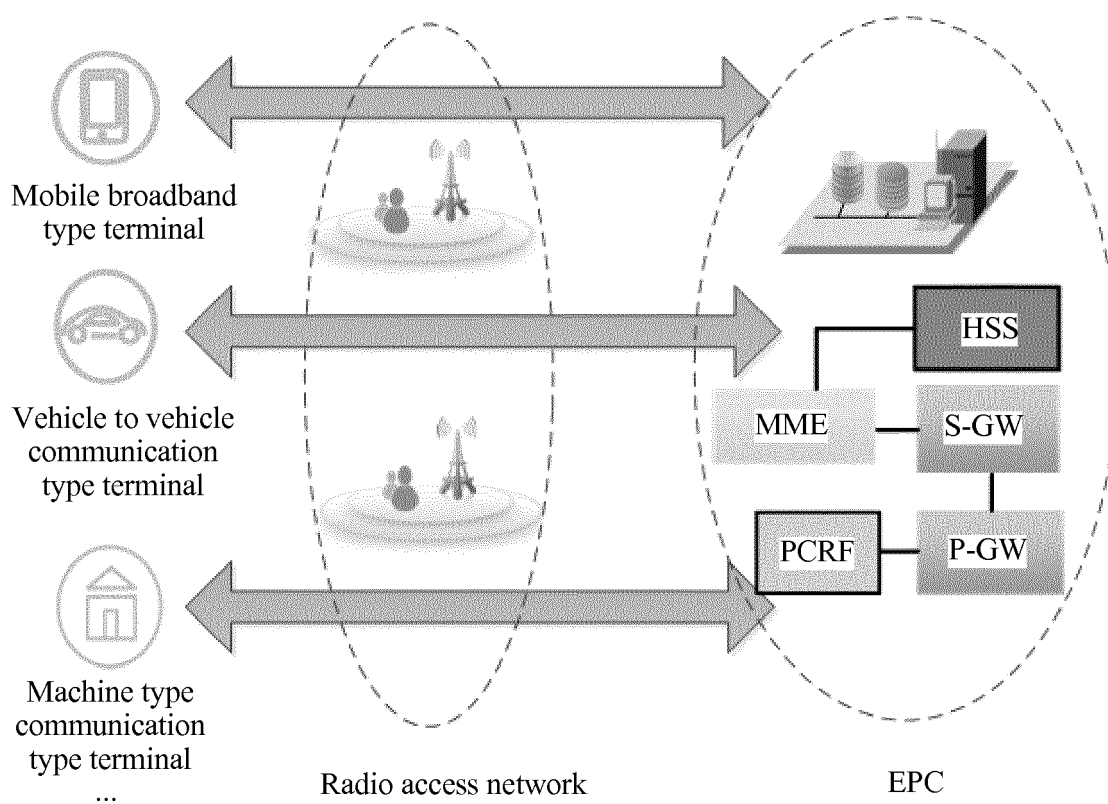 Mobile broadband
type terminal
Vehicle to vehicle
communication
type terminal
Machine type
communication
type terminal
...
Radio access network
HSS
MME
S-GW
PCRF
P-GW
EPC